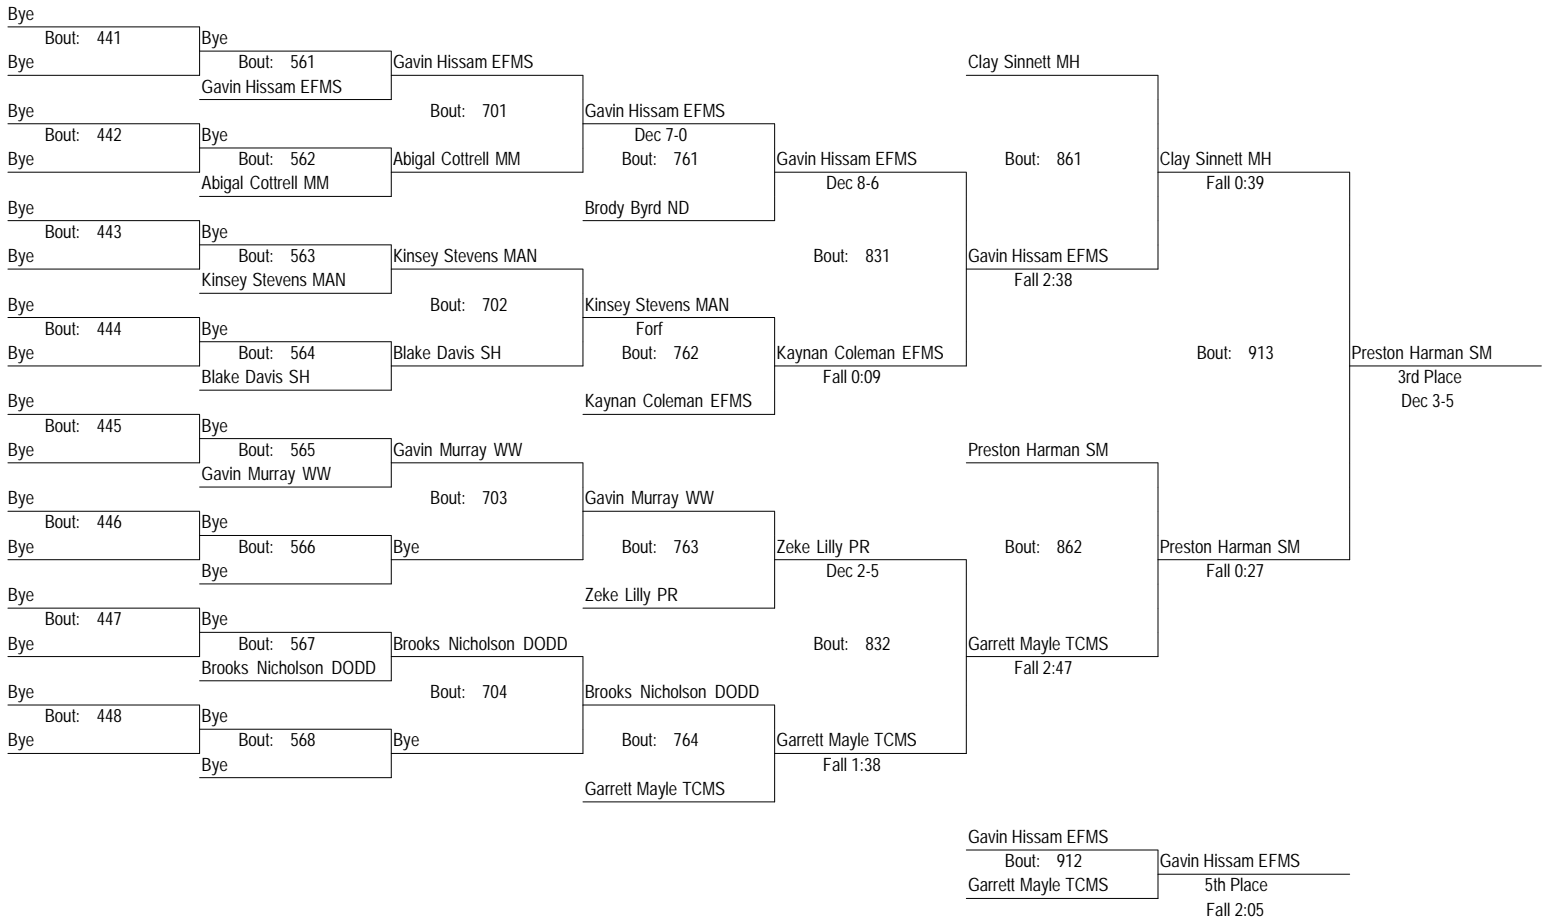 Bye
Bout: 441
Bye
Bye
Bout: 442
Bye
Bye
Bout: 443
Bye
Bye
Bout: 444
Bye
Bye
Bout: 445
Bye
Bye
Bout: 446
Bye
Bye
Bout: 447
Bye
Bye
Bout: 448
Bye
Bye
Bout: 561
Gavin Hissam EFMS
Bye
Bout: 562
Abigal Cottrell MM
Bye
Bout: 563
Kinsey Stevens MAN
Bye
Bout: 564
Blake Davis SH
Bye
Bout: 565
Gavin Murray WW
Bye
Bout: 566
Bye
Bye
Bout: 567
Brooks Nicholson DODD
Bye
Bout: 568
Bye
Gavin Hissam EFMS
Bout: 701
Abigal Cottrell MM
Kinsey Stevens MAN
Bout: 702
Blake Davis SH
Gavin Murray WW
Bout: 703
Bye
Brooks Nicholson DODD
Bout: 704
Bye
Gavin Hissam EFMS
Dec 7-0
Bout: 761
Brody Byrd ND
Kinsey Stevens MAN
Forf
Bout: 762
Kaynan Coleman EFMS
Gavin Murray WW
Bout: 763
Zeke Lilly PR
Brooks Nicholson DODD
Bout: 764
Garrett Mayle TCMS
Gavin Hissam EFMS
Dec 8-6
Bout: 831
Kaynan Coleman EFMS
Fall 0:09
Zeke Lilly PR
Dec 2-5
Bout: 832
Garrett Mayle TCMS
Fall 1:38
Clay Sinnett MH
Bout: 861
Gavin Hissam EFMS
Fall 2:38
Preston Harman SM
Bout: 862
Garrett Mayle TCMS
Fall 2:47
Clay Sinnett MH
Fall 0:39
Bout: 913
Preston Harman SM
Fall 0:27
Preston Harman SM
3rd Place
Dec 3-5
Gavin Hissam EFMS
Bout: 912
Garrett Mayle TCMS
Gavin Hissam EFMS
5th Place
Fall 2:05